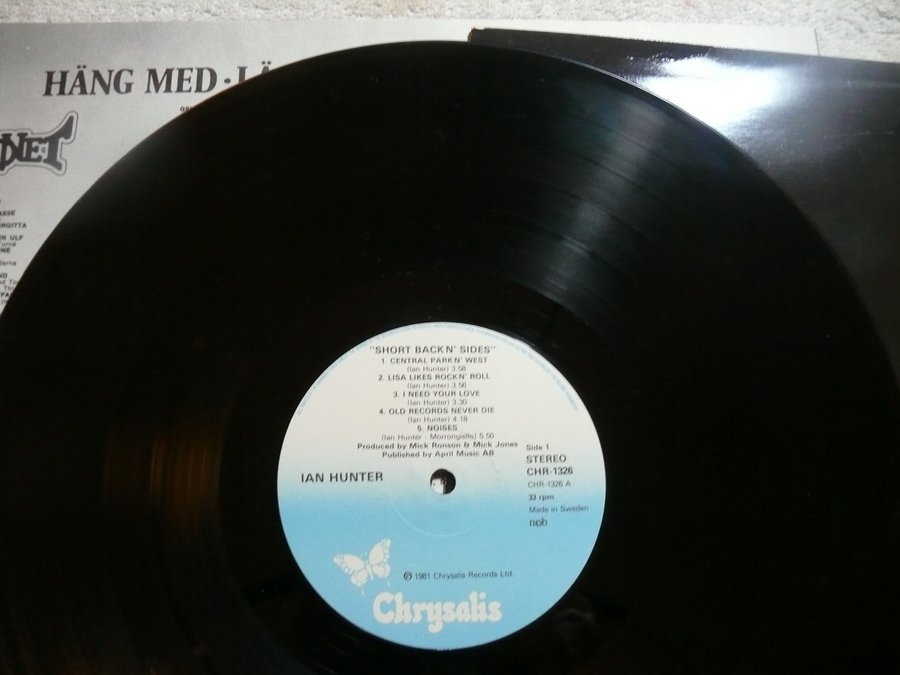 HÄNG MED · LÄ
NET
ASSE
RGITTA
N ULF
"SHORT BACK N' SIDES"
1. CENTRAL PARK N' WEST
(Ian Hunter) 3.58
2. LISA LIKES ROCK N' ROLL
(Ian Hunter) 3.56
3. I NEED YOUR LOVE
(Ian Hunter) 3.30
4. OLD RECORDS NEVER DIE
(Ian Hunter) 4.18
5. NOISES
(Ian Hunter - Morrongiello) 5.50
Produced by Mick Ronson & Mick Jones
Published by April Music AB
Side 1
STEREO
CHR-1326
CHR-1326 A
33 rpm
Made in Sweden
ncb
IAN HUNTER
℗ 1981 Chrysalis Records Ltd.
Chrysalis